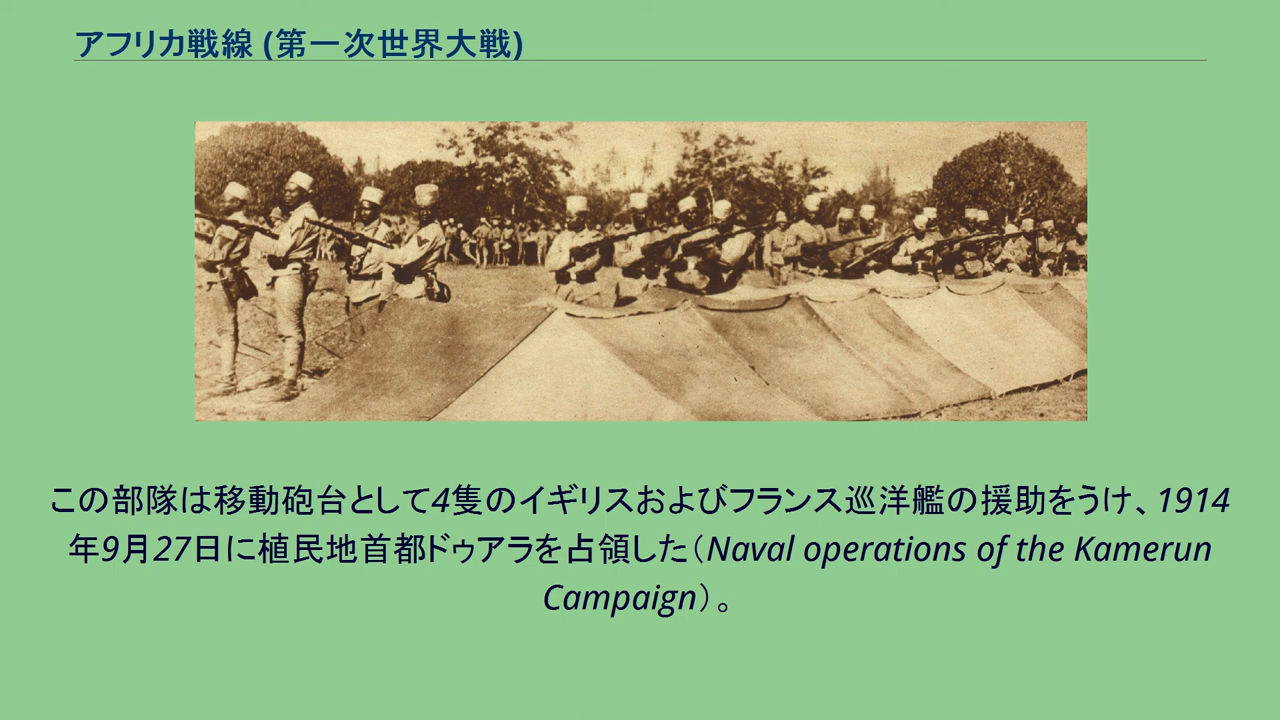 アフリカ戦線 (第一次世界大戦)
この部隊は移動砲台として4隻のイギリスおよびフランス巡洋艦の援助をうけ、1914
年9月27日に植民地首都ドゥアラを占領した（Naval operations of the Kamerun
Campaign）。